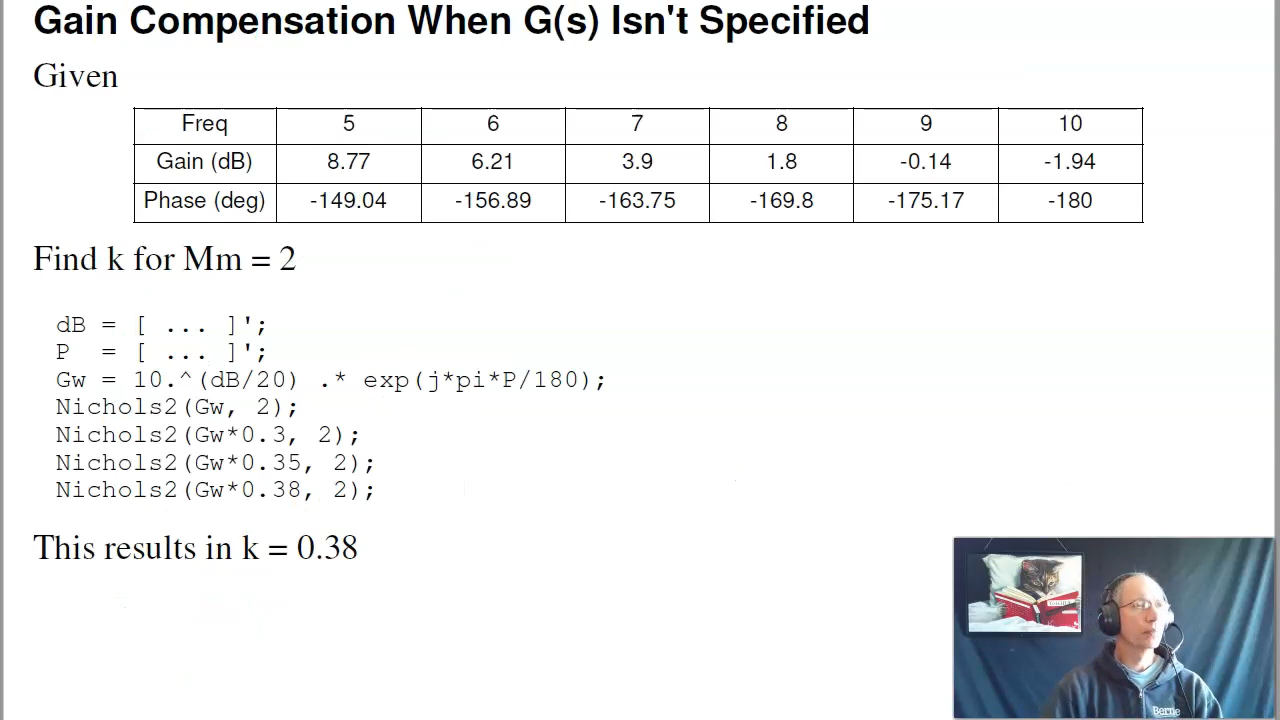 Gain Compensation When G(s) Isn't Specified
Given
Freq 5 6 7 8 9 10
Gain (dB) 8.77 6.21 3.9 1.8 -0.14 -1.94
Phase (deg) -149.04 -156.89 -163.75 -169.8 -175.17 -180
Find k for Mm = 2
dB = [ ... ]';
P = [ ... ]';
Gw = 10.^(dB/20) .* exp(j*pi*P/180);
Nichols2(Gw, 2);
Nichols2(Gw*0.3, 2);
Nichols2(Gw*0.35, 2);
Nichols2(Gw*0.38, 2);
This results in k = 0.38
Berne